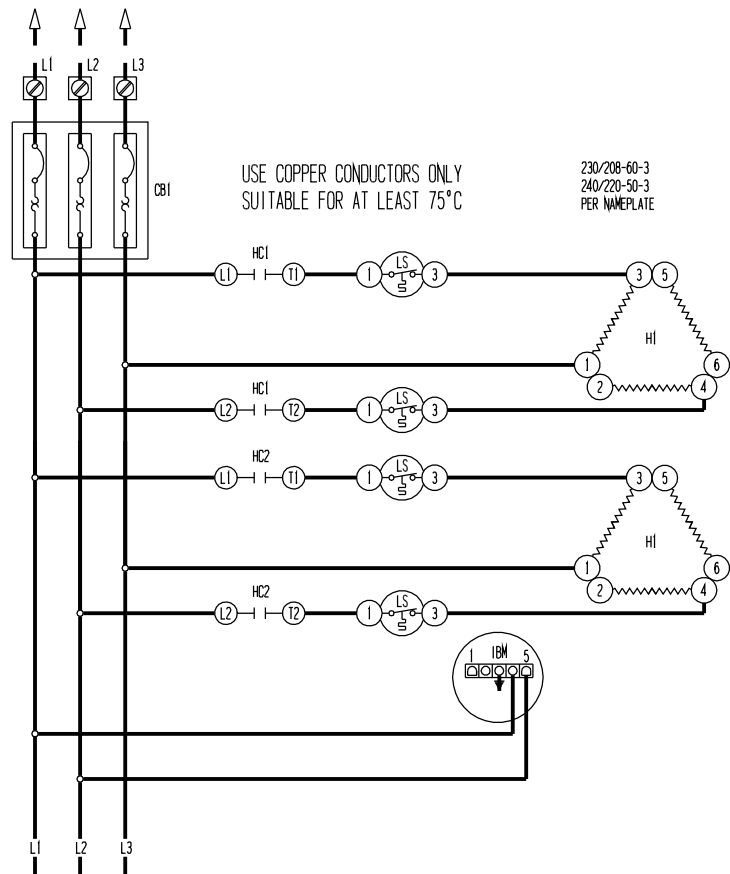 L1 L2 L3
CB1
USE COPPER CONDUCTORS ONLY
SUITABLE FOR AT LEAST 75°C
230/208-60-3
240/220-50-3
PER NAMEPLATE
HC1 LS
L1 T1 1 3 3 5
H1
1 6
2 4
HC1 LS
L2 T2 1 3
HC2 LS
L1 T1 1 3 3 5
H1
1 6
2 4
HC2 LS
L2 T2 1 3
1 IBM 5
L1 L2 L3